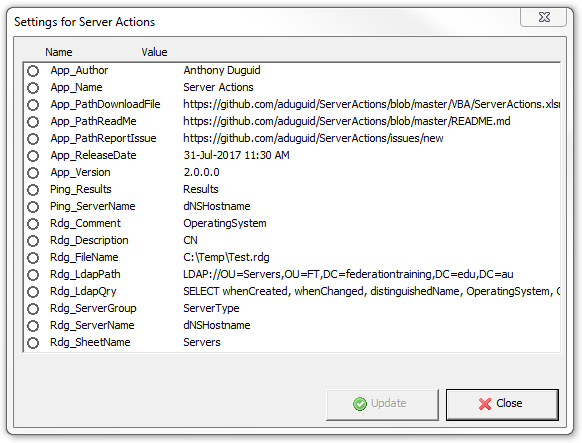 Settings for Server Actions
Name Value
App_Author Anthony Duguid
App_Name Server Actions
App_PathDownloadFile https://github.com/aduguid/ServerActions/blob/master/VBA/ServerActions.xlsm
App_PathReadMe https://github.com/aduguid/ServerActions/blob/master/README.md
App_PathReportIssue https://github.com/aduguid/ServerActions/issues/new
App_ReleaseDate 31-Jul-2017 11:30 AM
App_Version 2.0.0.0
Ping_Results Results
Ping_ServerName dNSHostname
Rdg_Comment OperatingSystem
Rdg_Description CN
Rdg_FileName C:\Temp\Test.rdg
Rdg_LdapPath LDAP://OU=Servers,OU=FT,DC=federationtraining,DC=edu,DC=au
Rdg_LdapQry SELECT whenCreated, whenChanged, distinguishedName, OperatingSystem,
Rdg_ServerGroup ServerType
Rdg_ServerName dNSHostname
Rdg_SheetName Servers
Update Close